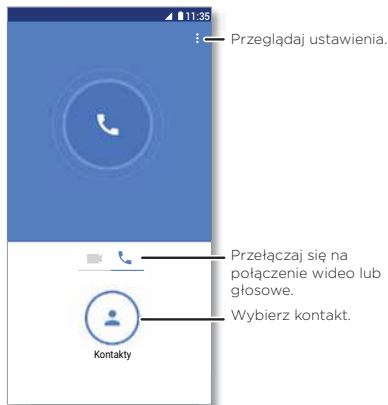 11:35
Przeglądaj ustawienia.
Przełączaj się na
połączenie wideo lub
głosowe.
Wybierz kontakt.
Kontakty